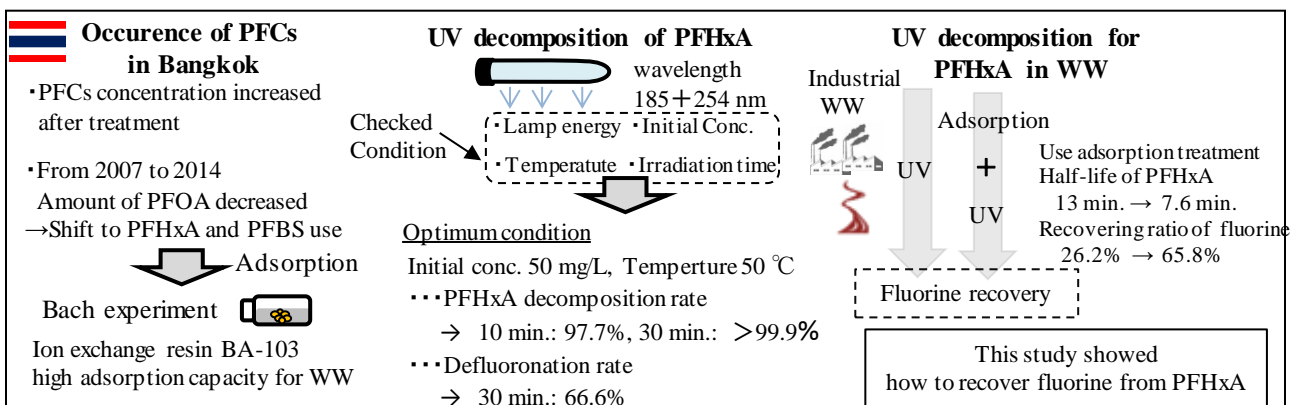 Occurence of PFCs
in Bangkok
・PFCs concentration increased
after treatment
・From 2007 to 2014
Amount of PFOA decreased
→Shift to PFHxA and PFBS use
Adsorption
Bach experiment
Ion exchange resin BA-103
high adsorption capacity for WW
UV decomposition of PFHxA
wavelength
185＋254 nm
Checked
Condition
・Lamp energy ・Initial Conc.
・Temperatute ・Irradiation time
Optimum condition
Initial conc. 50 mg/L, Temperture 50 ℃
・・・PFHxA decomposition rate
→ 10 min.: 97.7%, 30 min.: ＞99.9%
・・・Defluoronation rate
→ 30 min.: 66.6%
UV decomposition for
PFHxA in WW
Industrial
WW
UV
Adsorption
+
UV
Use adsorption treatment
Half-life of PFHxA
13 min. → 7.6 min.
Recovering ratio of fluorine
26.2% → 65.8%
Fluorine recovery
This study showed
how to recover fluorine from PFHxA